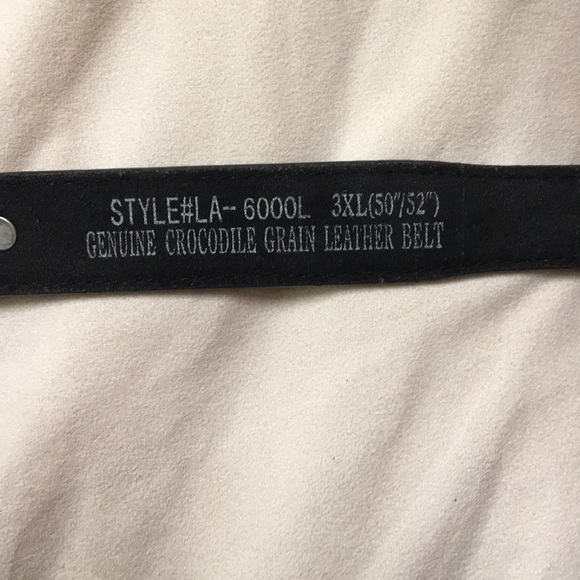 STYLE#LA-6000L 3XL(50"/52")
GENUINE CROCODILE GRAIN LEATHER BELT